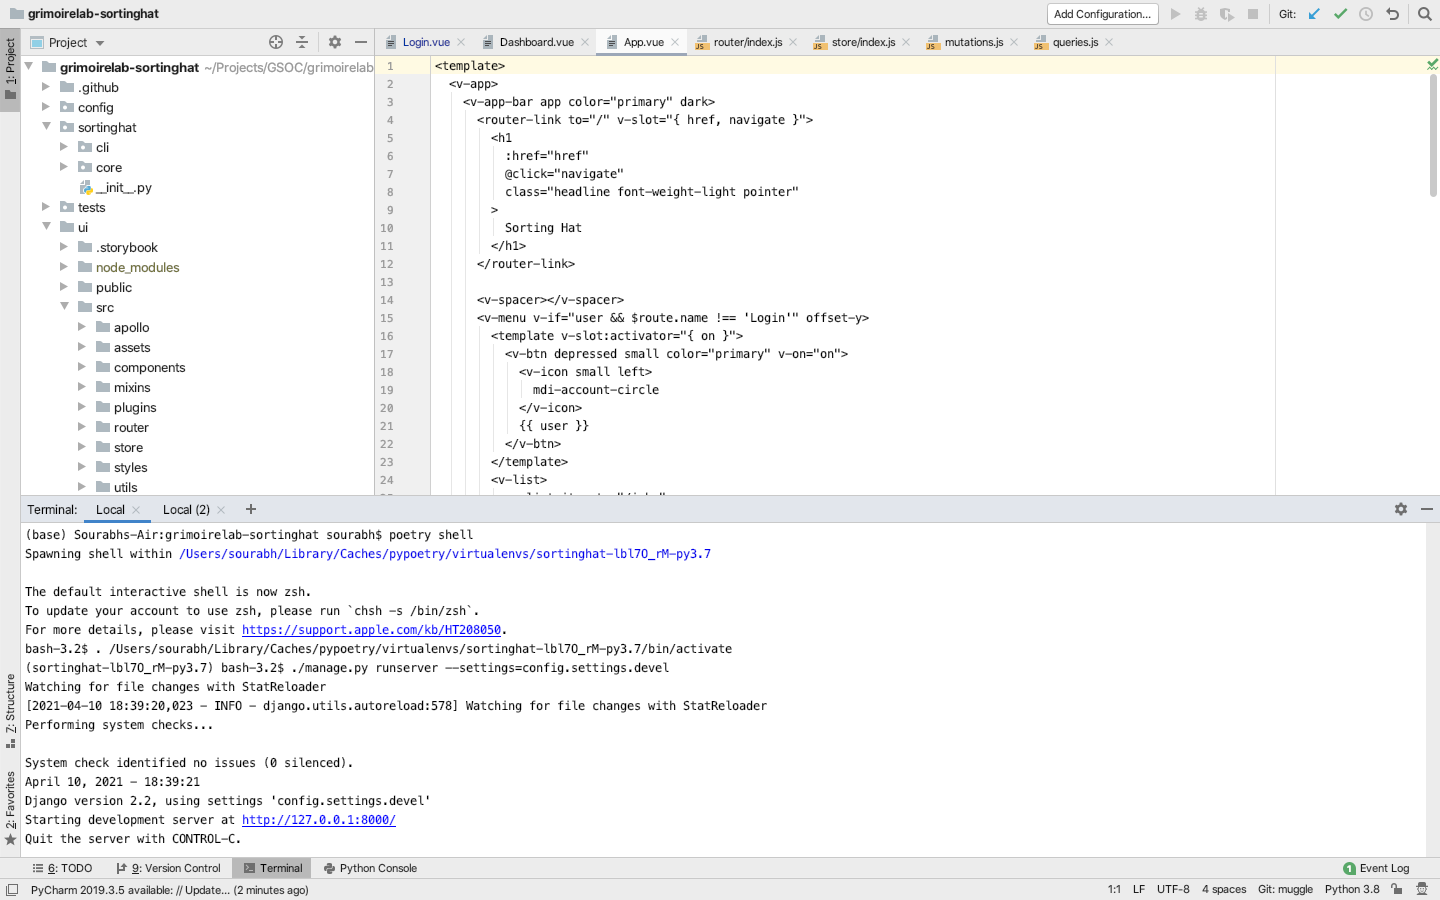 grimoirelab-sortinghat
Add Configuration...
Git:
1: Project
Project
Login.vue
Dashboard.vue
App.vue
router/index.js
store/index.js
mutations.js
queries.js
grimoirelab-sortinghat ~/Projects/GSOC/grimoirelab
.github
config
sortinghat
cli
core
__init__.py
tests
ui
.storybook
node_modules
public
src
apollo
assets
components
mixins
plugins
router
store
styles
utils
1 <template>
2 <v-app>
3 <v-app-bar app color="primary" dark>
4 <router-link to="/" v-slot="{ href, navigate }">
5 <h1
6 :href="href"
7 @click="navigate"
8 class="headline font-weight-light pointer"
9 >
10 Sorting Hat
11 </h1>
12 </router-link>
13
14 <v-spacer></v-spacer>
15 <v-menu v-if="user && $route.name !== 'Login'" offset-y>
16 <template v-slot:activator="{ on }">
17 <v-btn depressed small color="primary" v-on="on">
18 <v-icon small left>
19 mdi-account-circle
20 </v-icon>
21 {{ user }}
22 </v-btn>
23 </template>
24 <v-list>
Terminal:
Local
Local (2)
(base) Sourabhs-Air:grimoirelab-sortinghat sourabh$ poetry shell
Spawning shell within /Users/sourabh/Library/Caches/pypoetry/virtualenvs/sortinghat-lbl7O_rM-py3.7
The default interactive shell is now zsh.
To update your account to use zsh, please run `chsh -s /bin/zsh`.
For more details, please visit https://support.apple.com/kb/HT208050.
bash-3.2$ . /Users/sourabh/Library/Caches/pypoetry/virtualenvs/sortinghat-lbl7O_rM-py3.7/bin/activate
(sortinghat-lbl7O_rM-py3.7) bash-3.2$ ./manage.py runserver --settings=config.settings.devel
Watching for file changes with StatReloader
[2021-04-10 18:39:20,023 - INFO - django.utils.autoreload:578] Watching for file changes with StatReloader
Performing system checks...
System check identified no issues (0 silenced).
April 10, 2021 - 18:39:21
Django version 2.2, using settings 'config.settings.devel'
Starting development server at http://127.0.0.1:8000/
Quit the server with CONTROL-C.
Z: Structure
2: Favorites
6: TODO
9: Version Control
Terminal
Python Console
1 Event Log
PyCharm 2019.3.5 available: // Update... (2 minutes ago)
1:1
LF
UTF-8
4 spaces
Git: muggle
Python 3.8